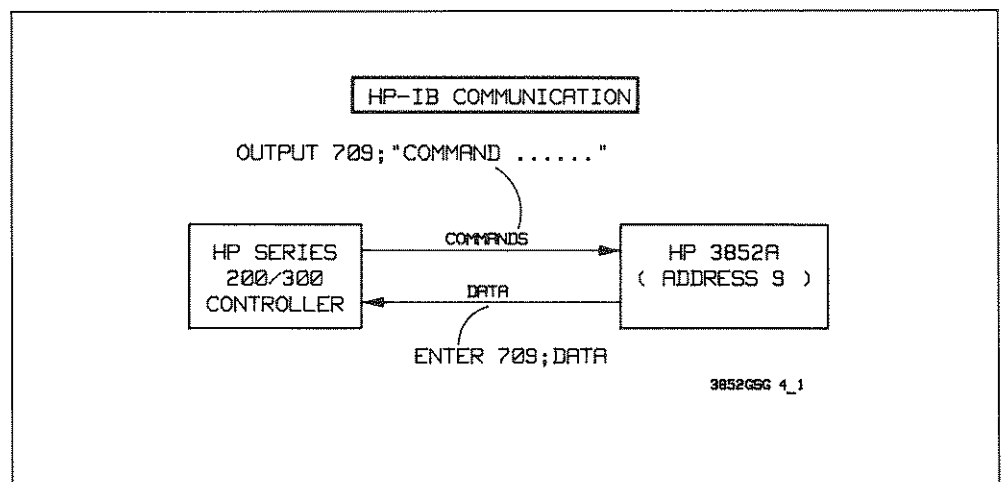 HP-IB COMMUNICATION
OUTPUT 709;"COMMAND ......"
HP SERIES
200/300
CONTROLLER
COMMANDS
DATA
HP 3852A
( ADDRESS 9 )
ENTER 709;DATA
3852GSG 4_1